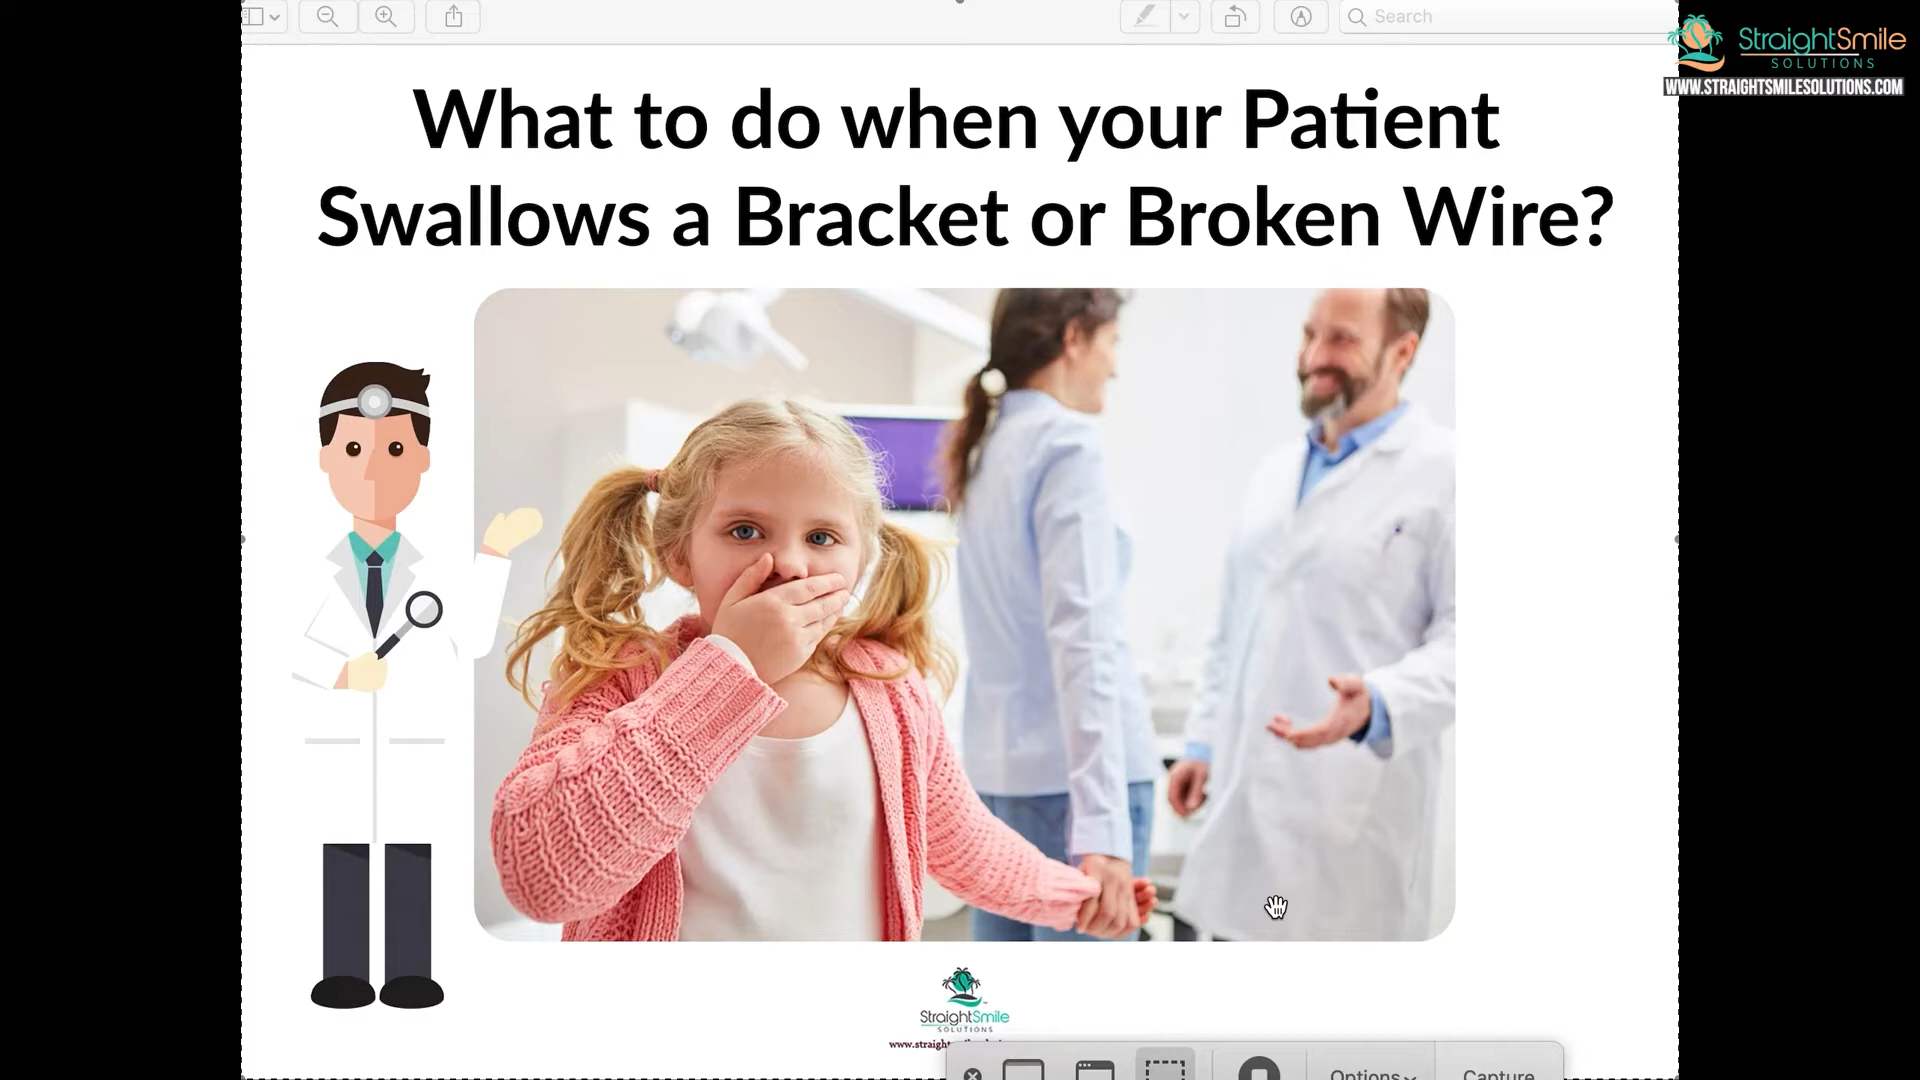 Search
StraightSmile
SOLUTIONS
WWW.STRAIGHTSMILESOLUTIONS.COM
What to do when your Patient
Swallows a Bracket or Broken Wire?
StraightSmile
SOLUTIONS
Options
Capture